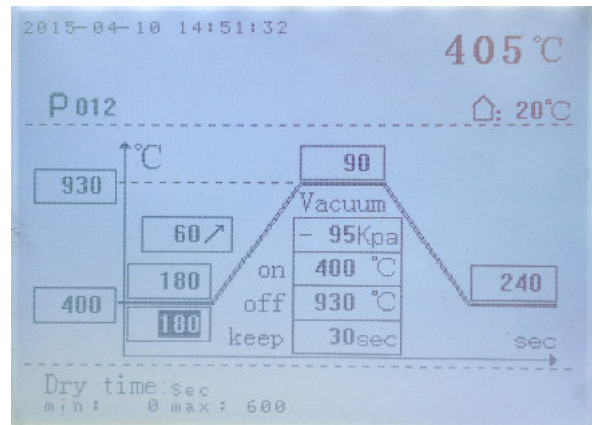 2015-04-10 14:51:32
405℃
P012
⌂: 20℃
℃
90
930
Vacuum
60↗
- 95Kpa
180
on
400 ℃
240
400
off
930 ℃
180
keep
30sec
sec
Dry time:sec
min: 0 max: 600